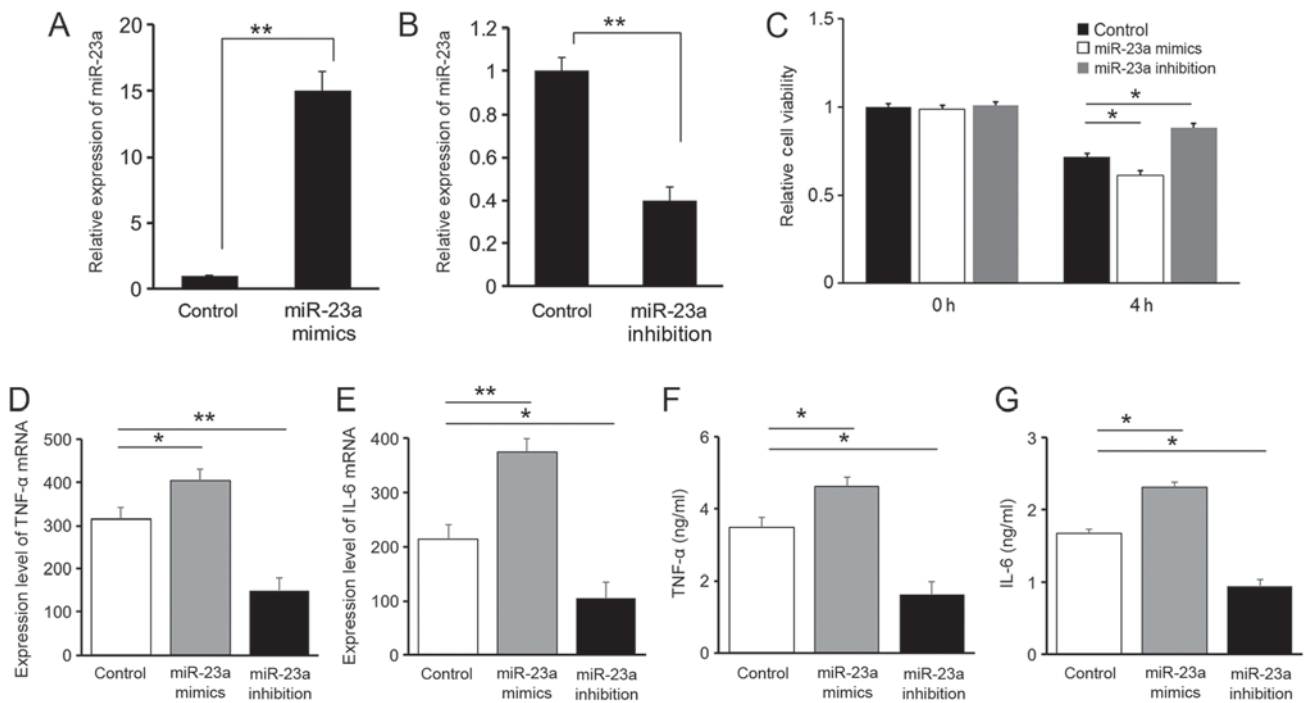 A
Relative expression of miR-23a
20
15
10
5
0
**
Control
miR-23a
mimics
B
Relative expression of miR-23a
1.2
1
0.8
0.6
0.4
0.2
0
**
Control
miR-23a
inhibition
C
Relative cell viability
1.5
1
0.5
0
Control
miR-23a mimics
miR-23a inhibition
*
*
0 h
4 h
D
Expression level of TNF-α mRNA
500
400
300
200
100
0
**
*
Control
miR-23a
mimics
miR-23a
inhibition
E
Expression level of IL-6 mRNA
400
300
200
100
0
**
*
Control
miR-23a
mimics
miR-23a
inhibition
F
TNF-α (ng/ml)
6
4
2
0
*
*
Control
miR-23a
mimics
miR-23a
inhibition
G
IL-6 (ng/ml)
3
2
1
0
*
*
Control
miR-23a
mimics
miR-23a
inhibition